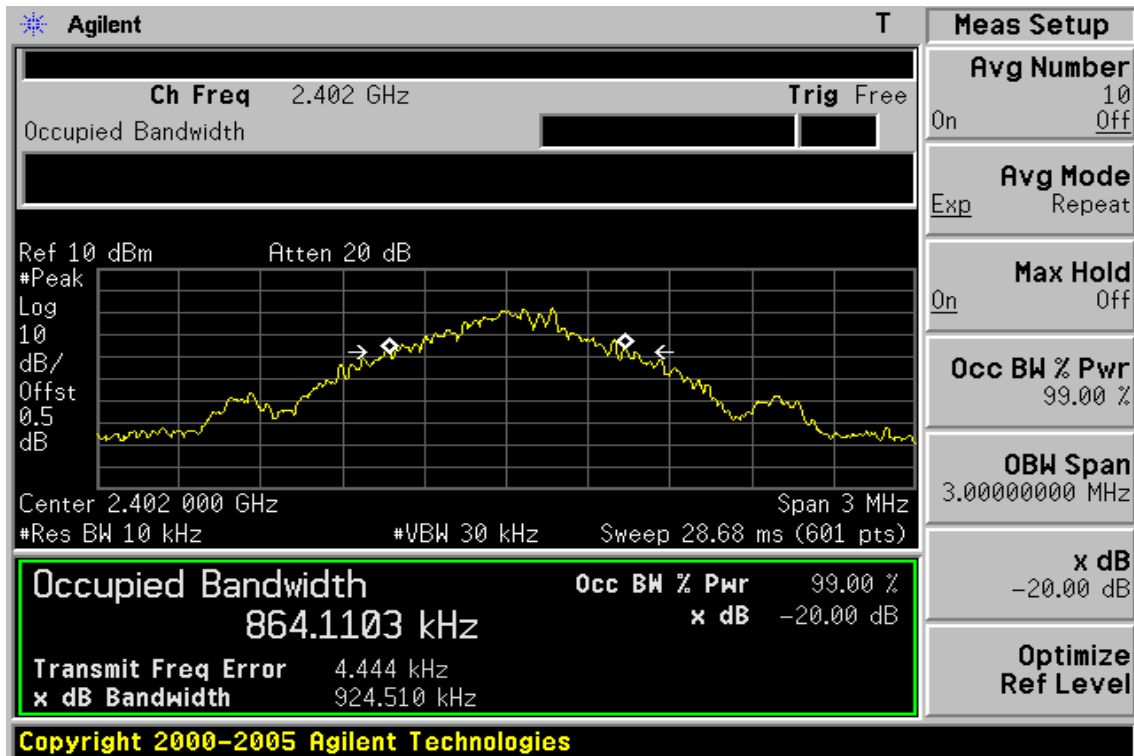 Agilent T
Ch Freq 2.402 GHz Trig Free
Occupied Bandwidth
Ref 10 dBm Atten 20 dB
#Peak
Log
10
dB/
Offst
0.5
dB
Center 2.402 000 GHz Span 3 MHz
#Res BW 10 kHz #VBW 30 kHz Sweep 28.68 ms (601 pts)
Occupied Bandwidth Occ BW % Pwr 99.00 %
864.1103 kHz x dB -20.00 dB
Transmit Freq Error 4.444 kHz
x dB Bandwidth 924.510 kHz
Meas Setup
Avg Number
10
On Off
Avg Mode
Exp Repeat
Max Hold
On Off
Occ BW % Pwr
99.00 %
OBW Span
3.00000000 MHz
x dB
-20.00 dB
Optimize
Ref Level
Copyright 2000-2005 Agilent Technologies